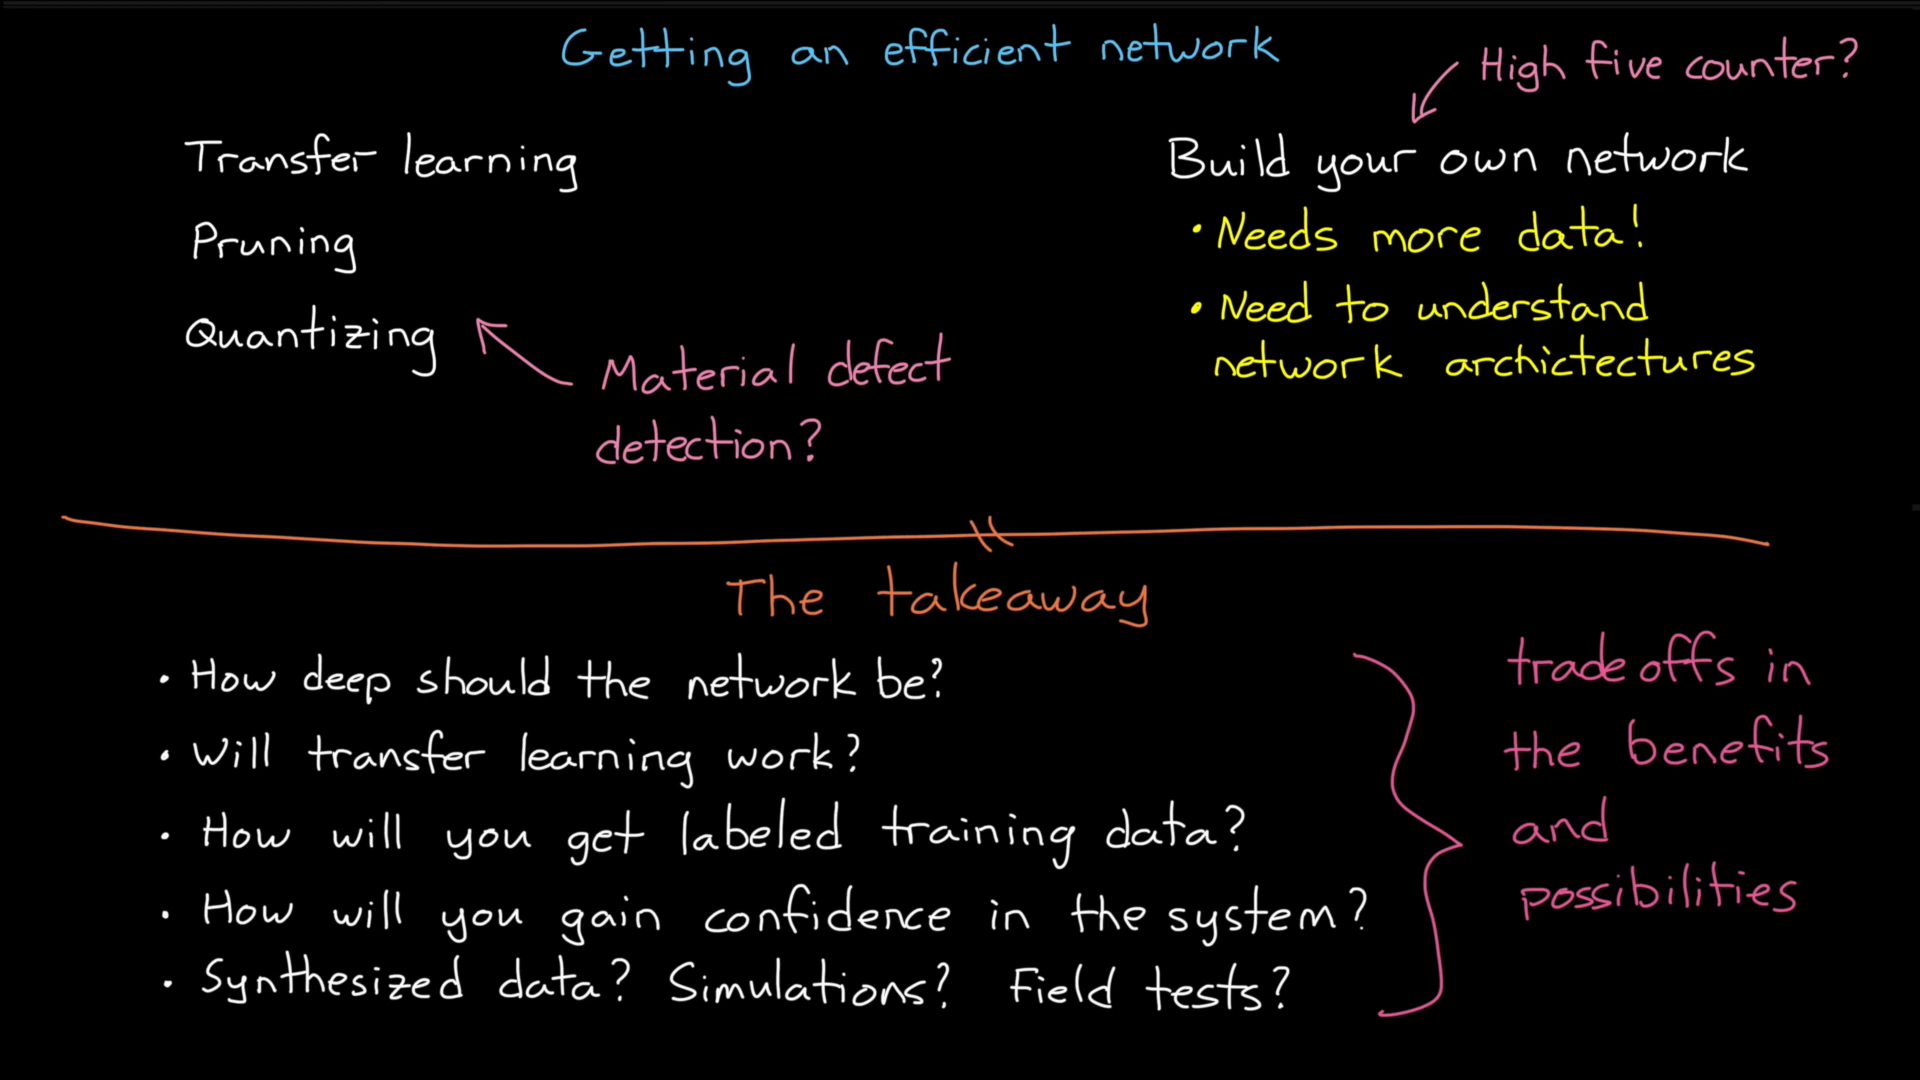 Getting an efficient network
High five counter?
Transfer learning
Pruning
Quantizing
Material defect
detection?
Build your own network
• Needs more data!
• Need to understand
network archictectures
The takeaway
• How deep should the network be?
• Will transfer learning work?
• How will you get labeled training data?
• How will you gain confidence in the system?
• Synthesized data? Simulations? Field tests?
tradeoffs in
the benefits
and
possibilities